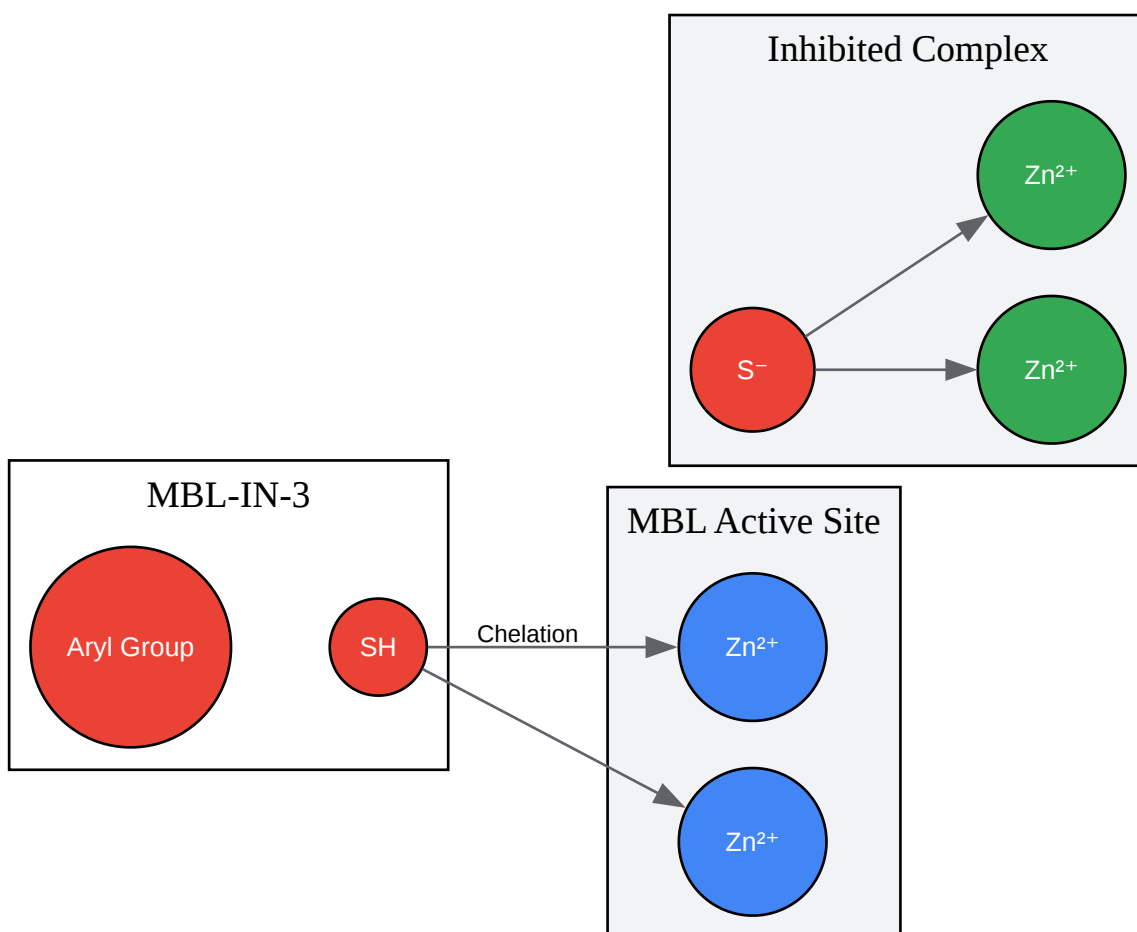 Inhibited Complex
Zn²⁺
S⁻
Zn²⁺
MBL-IN-3
Aryl Group
SH
Chelation
MBL Active Site
Zn²⁺
Zn²⁺